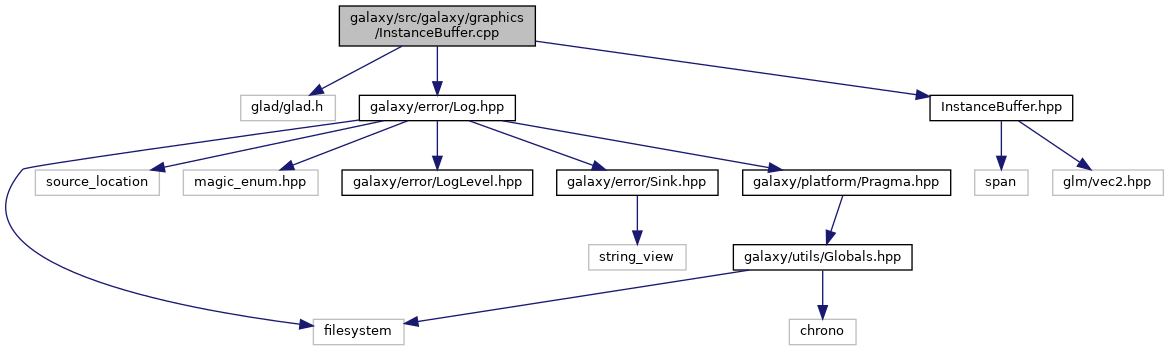 galaxy/src/galaxy/graphics
/InstanceBuffer.cpp
glad/glad.h
galaxy/error/Log.hpp
InstanceBuffer.hpp
source_location
magic_enum.hpp
galaxy/error/LogLevel.hpp
galaxy/error/Sink.hpp
galaxy/platform/Pragma.hpp
span
glm/vec2.hpp
string_view
galaxy/utils/Globals.hpp
filesystem
chrono